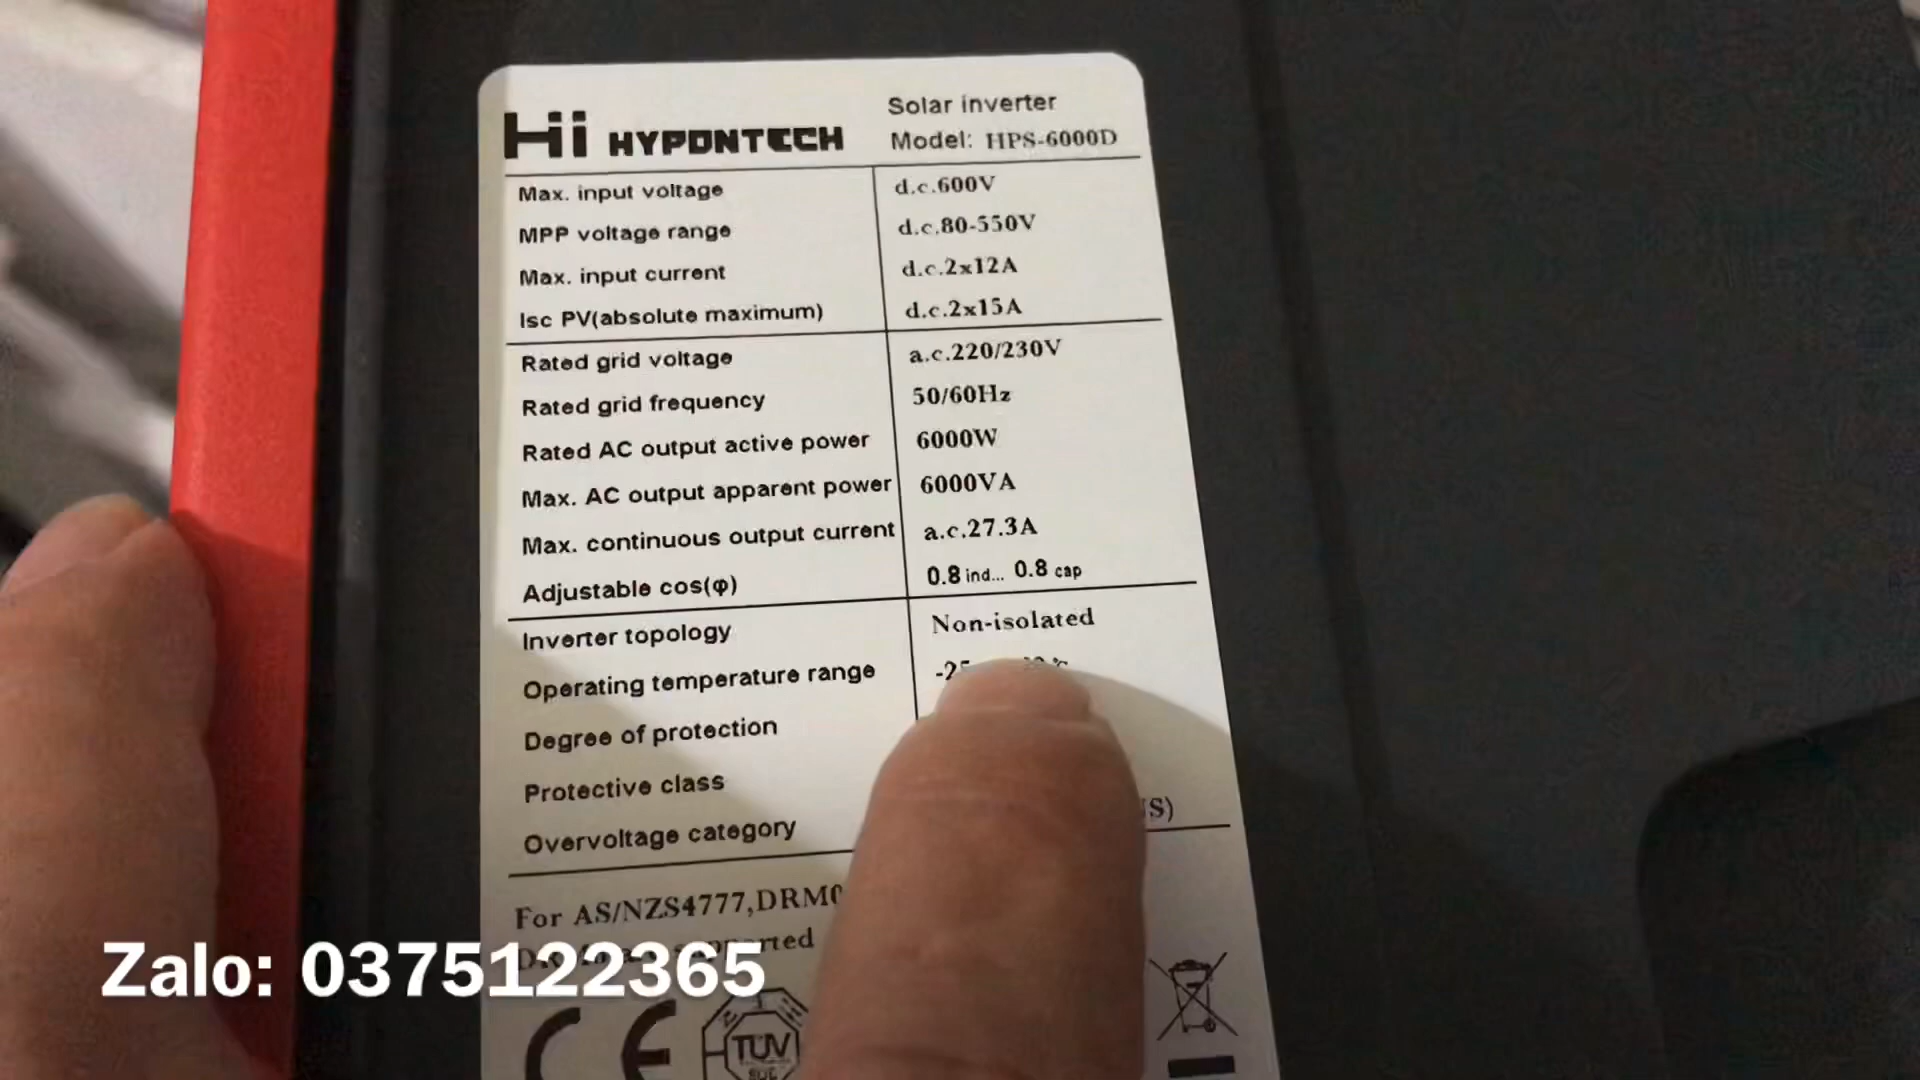 Hi HYPONTECH
Solar inverter
Model: HPS-6000D
Max. input voltage d.c.600V
MPP voltage range d.c.80-550V
Max. input current d.c.2x12A
Isc PV(absolute maximum) d.c.2x15A
Rated grid voltage a.c.220/230V
Rated grid frequency 50/60Hz
Rated AC output active power 6000W
Max. AC output apparent power 6000VA
Max. continuous output current a.c.27.3A
Adjustable cos(φ) 0.8 ind... 0.8 cap
Inverter topology Non-isolated
Operating temperature range
Degree of protection
Protective class
Overvoltage category
For AS/NZS4777,
Zalo: 0375122365
CE
TÜV